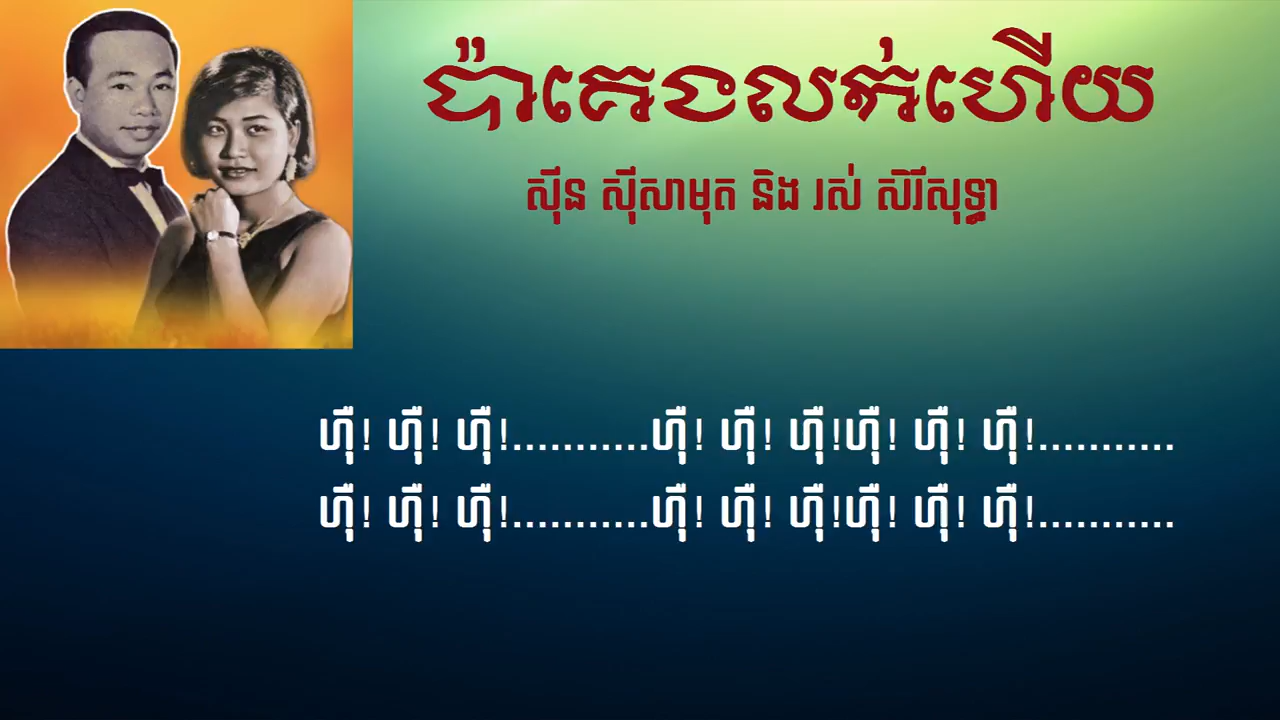 ប៉ាគេងលក់ហើយ
ស៊ីន ស៊ីសាមុត និង រស់ សិរីសុទ្ធា
ហ៊ឺ! ហ៊ឺ! ហ៊ឺ!...........ហ៊ឺ! ហ៊ឺ! ហ៊ឺ!ហ៊ឺ! ហ៊ឺ! ហ៊ឺ!...........
ហ៊ឺ! ហ៊ឺ! ហ៊ឺ!...........ហ៊ឺ! ហ៊ឺ! ហ៊ឺ!ហ៊ឺ! ហ៊ឺ! ហ៊ឺ!...........